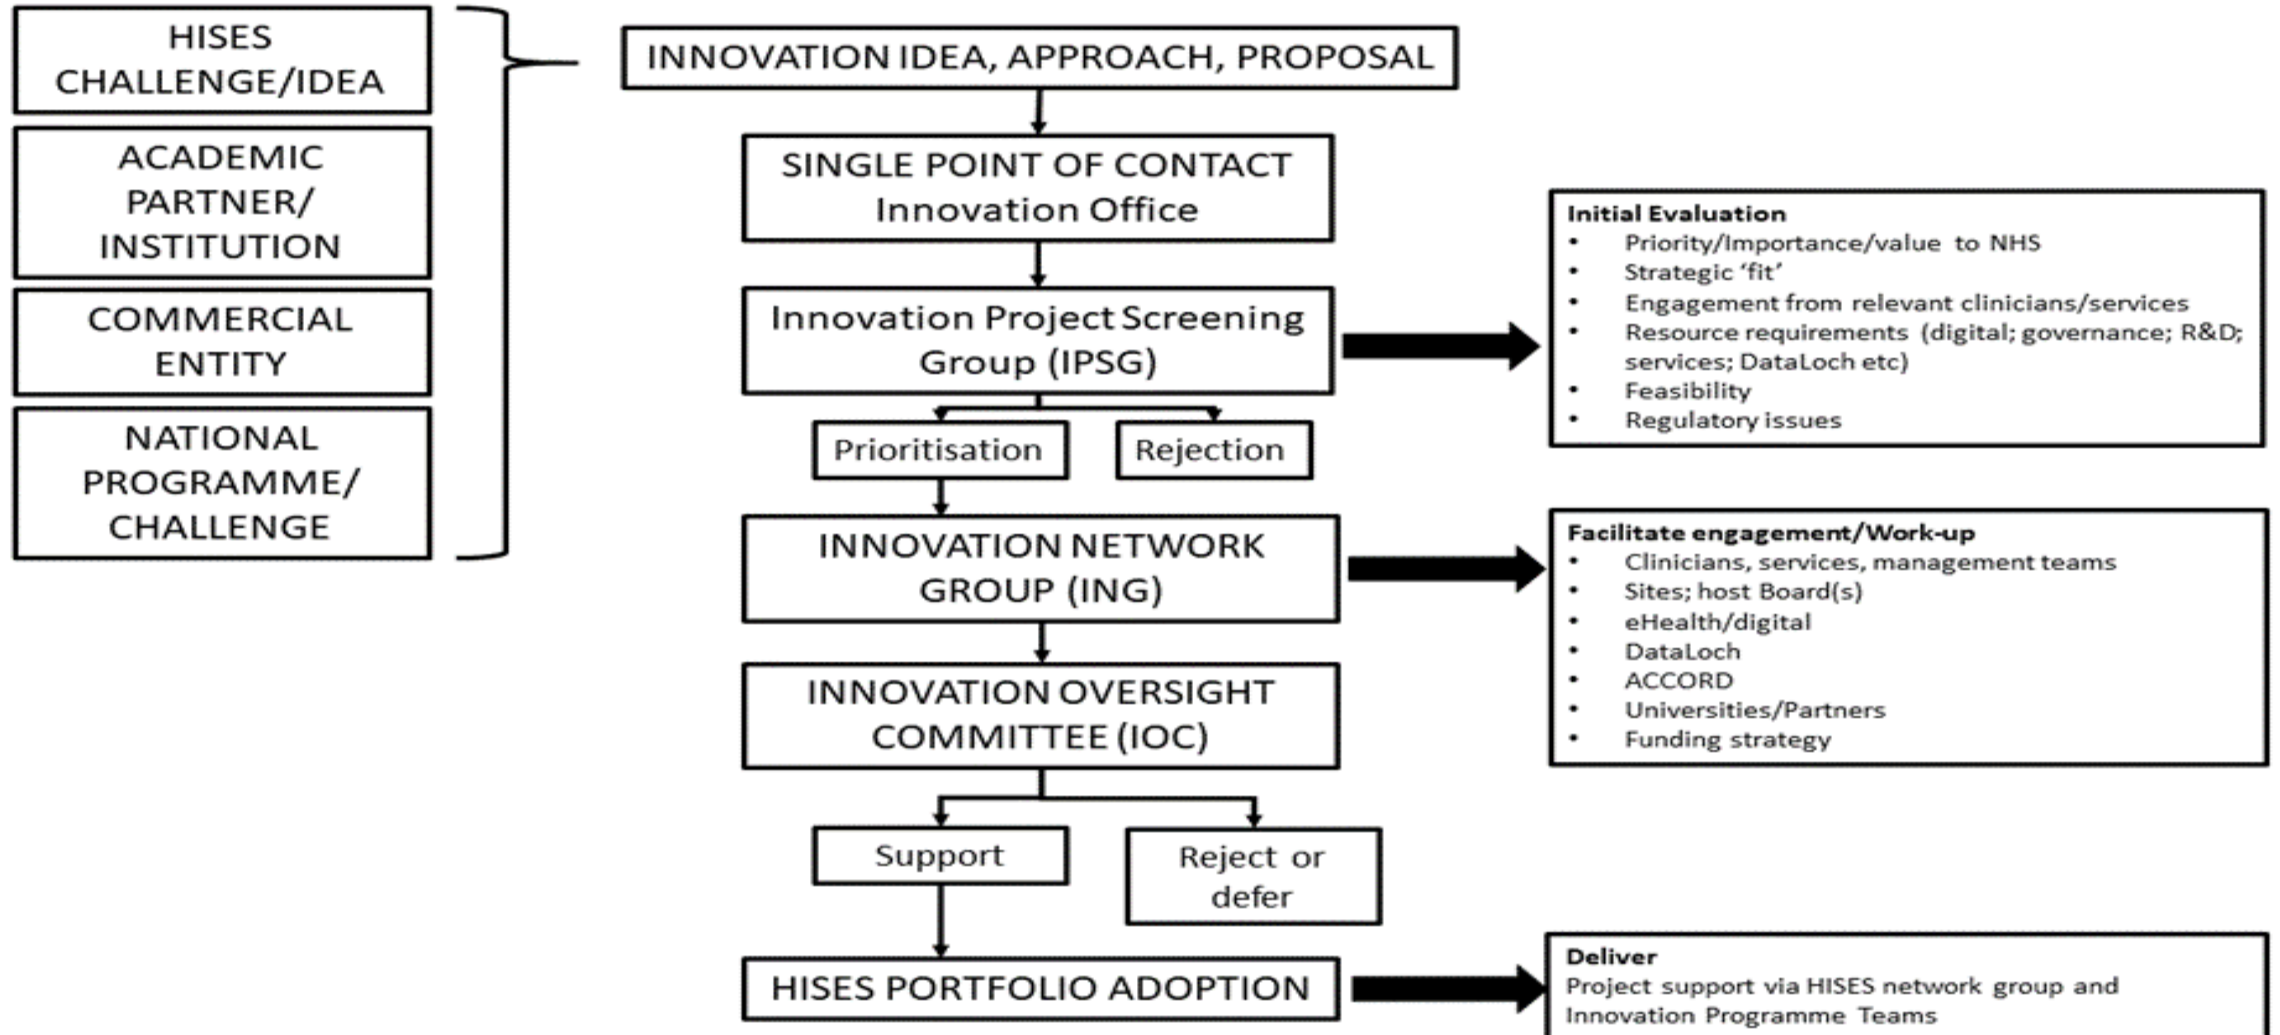 HISES
CHALLENGE/IDEA
ACADEMIC
PARTNER/
INSTITUTION
COMMERCIAL
ENTITY
NATIONAL
PROGRAMME/
CHALLENGE
INNOVATION IDEA, APPROACH, PROPOSAL
SINGLE POINT OF CONTACT
Innovation Office
Innovation Project Screening
Group (IPSG)
Prioritisation
Rejection
INNOVATION NETWORK
GROUP (ING)
INNOVATION OVERSIGHT
COMMITTEE (IOC)
Support
Reject or
defer
HISES PORTFOLIO ADOPTION
Initial Evaluation
• Priority/Importance/value to NHS
• Strategic ‘fit’
• Engagement from relevant clinicians/services
• Resource requirements (digital; governance; R&D;
services; DataLoch etc)
• Feasibility
• Regulatory issues
Facilitate engagement/Work-up
• Clinicians, services, management teams
• Sites; host Board(s)
• eHealth/digital
• DataLoch
• ACCORD
• Universities/Partners
• Funding strategy
Deliver
Project support via HISES network group and
Innovation Programme Teams